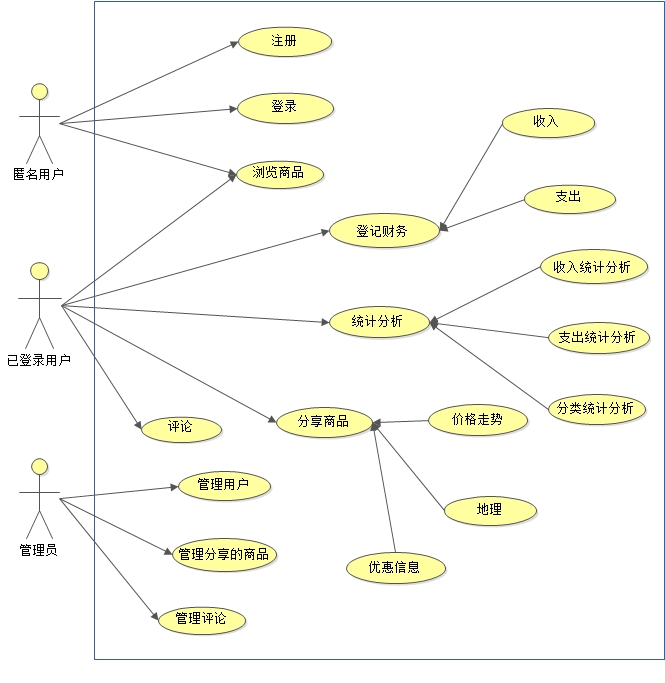 注册
登录
收入
匿名用户
浏览商品
支出
登记财务
收入统计分析
统计分析
支出统计分析
已登录用户
分类统计分析
评论
分享商品
价格走势
管理用户
地理
管理员
管理分享的商品
优惠信息
管理评论